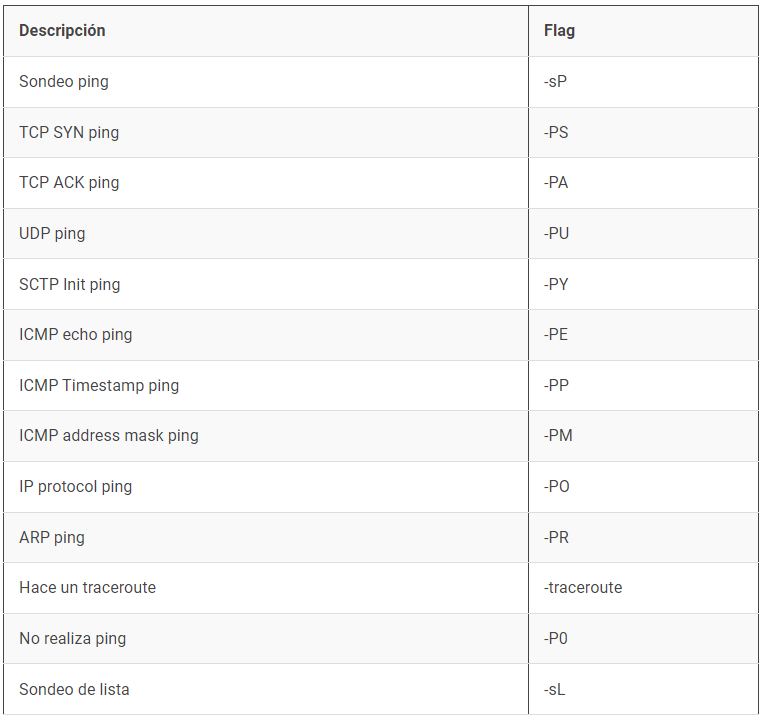 Descripción Flag
Sondeo ping -sP
TCP SYN ping -PS
TCP ACK ping -PA
UDP ping -PU
SCTP Init ping -PY
ICMP echo ping -PE
ICMP Timestamp ping -PP
ICMP address mask ping -PM
IP protocol ping -PO
ARP ping -PR
Hace un traceroute -traceroute
No realiza ping -P0
Sondeo de lista -sL